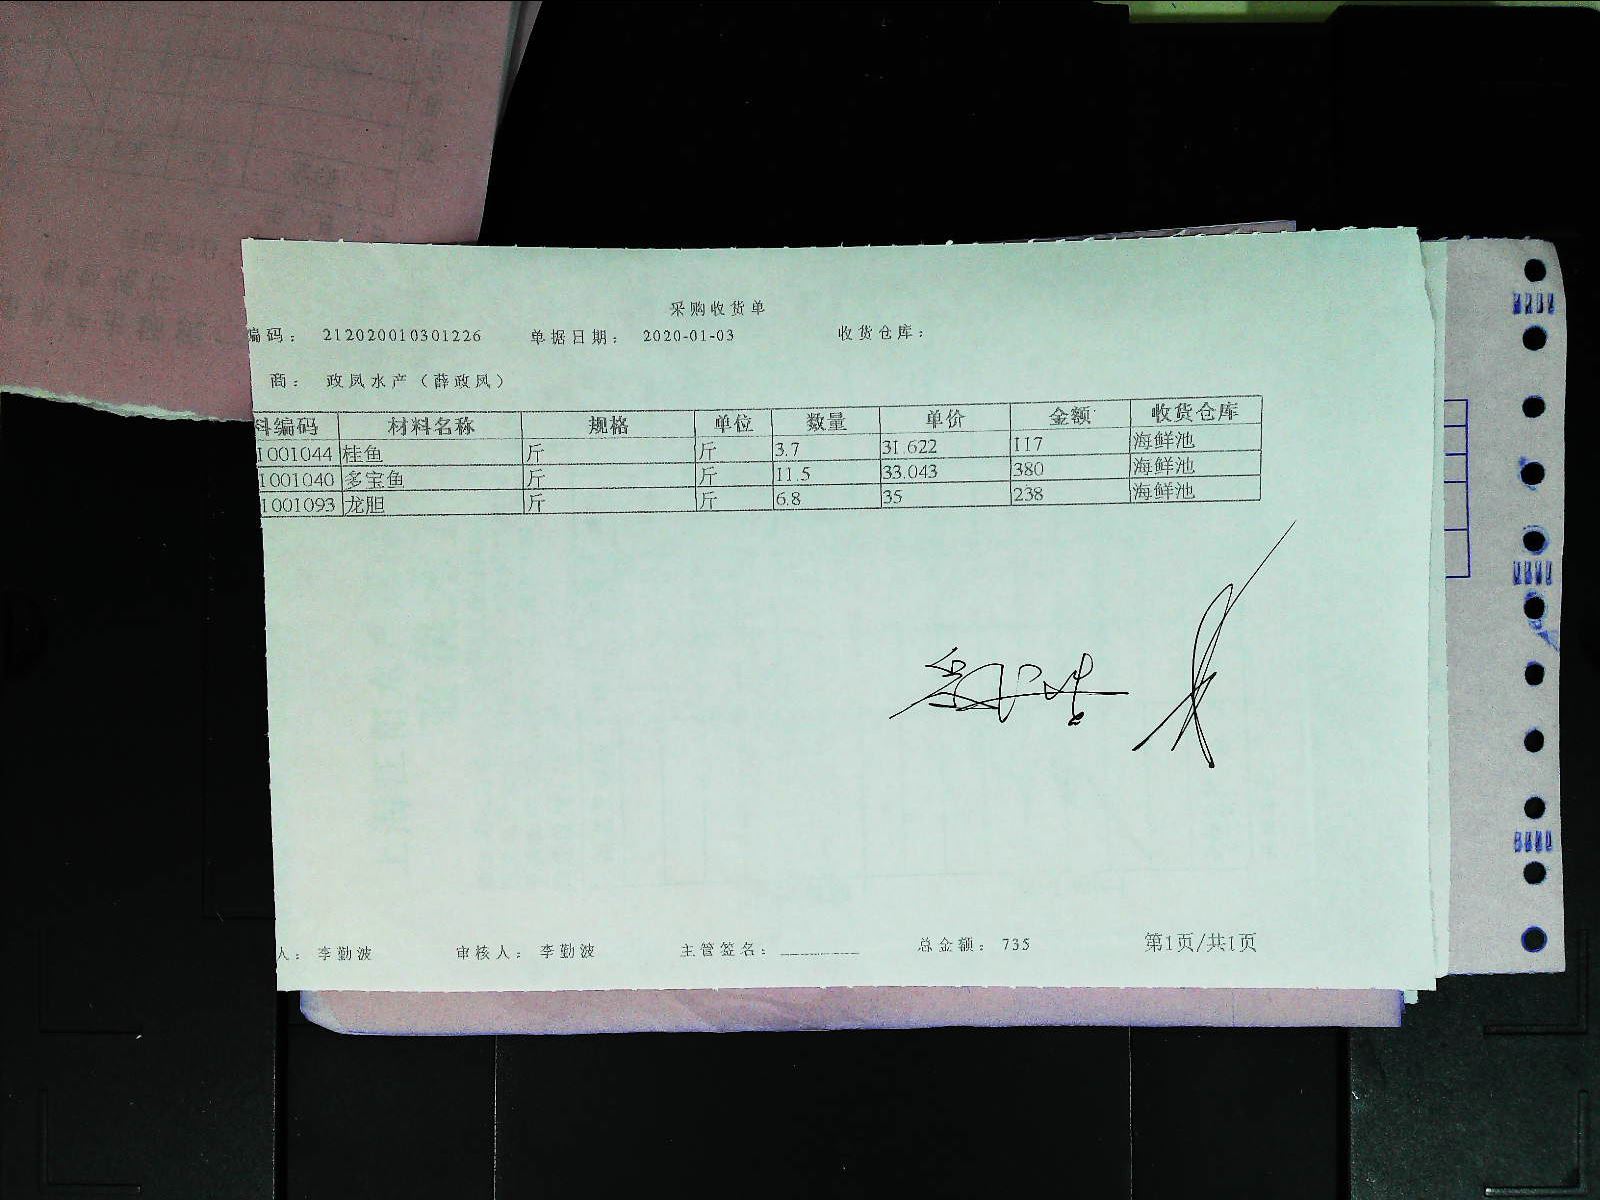 采购收货单
编码： 212020010301226 单据日期： 2020-01-03 收货仓库：
商： 政凤水产（薛政凤）
料编码 材料名称 规格 单位 数量 单价 金额 收货仓库
1001044 桂鱼 斤 斤 3.7 31.622 117 海鲜池
1001040 多宝鱼 斤 斤 11.5 33.043 380 海鲜池
1001093 龙胆 斤 斤 6.8 35 238 海鲜池
人： 李勤波 审核人： 李勤波 主管签名： 总金额： 735 第1页/共1页